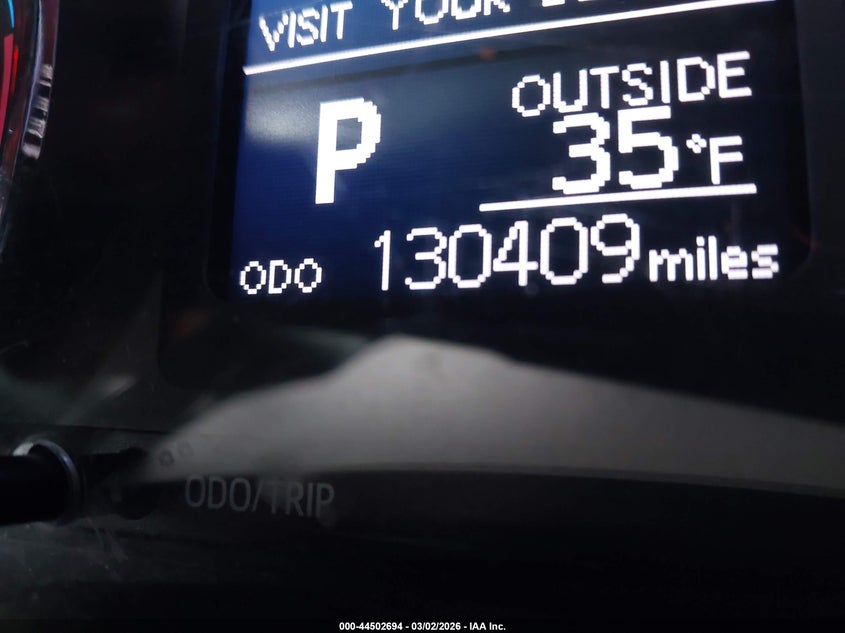 VISIT YOUR
OUTSIDE
P
35°F
ODO 130409 miles
ODO/TRIP
000-44502694 - 03/02/2026 - IAA Inc.